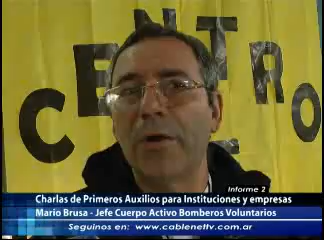 CENTRO
DE
Informe 2
Charlas de Primeros Auxilios para Instituciones y empresas
Mario Brusa - Jefe Cuerpo Activo Bomberos Voluntarios
Seguinos en: www.cablenettv.com.ar